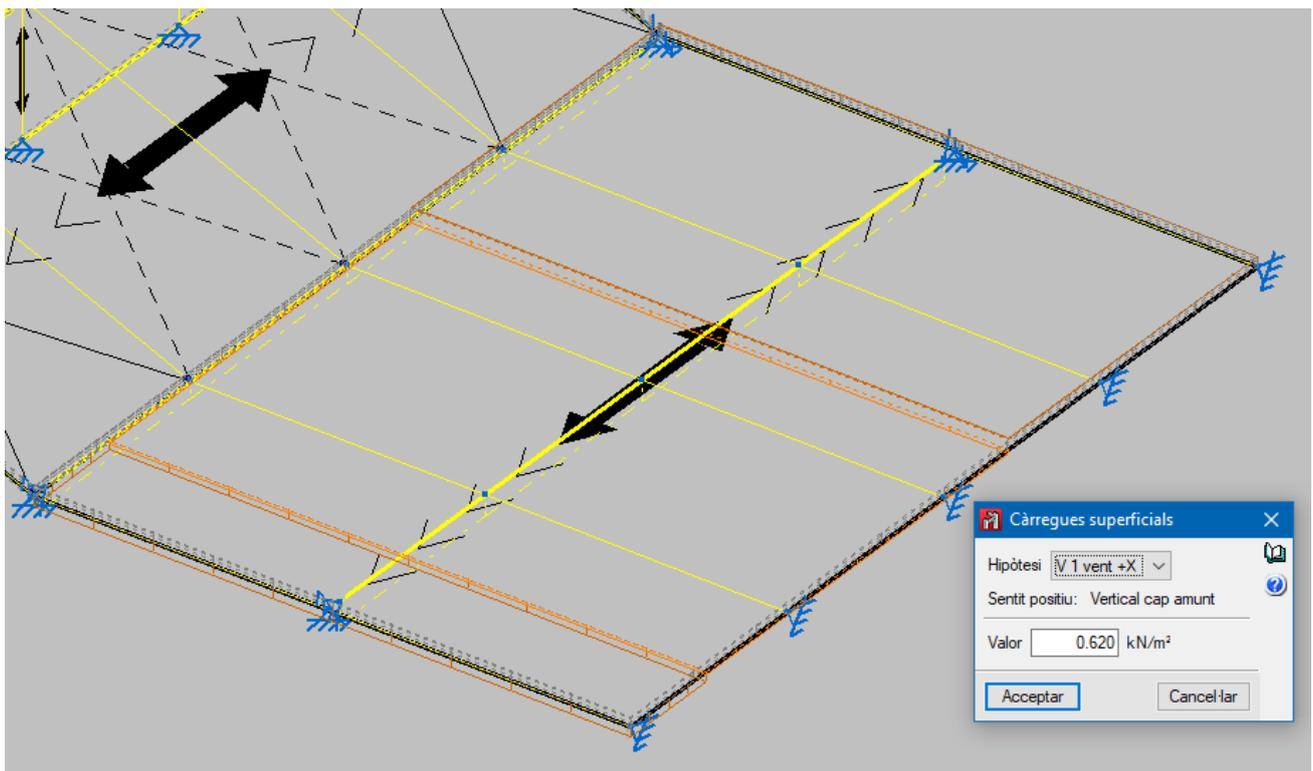 Càrregues superficials
Hipòtesi V 1 vent +X
Sentit positiu: Vertical cap amunt
Valor 0.620 kN/m²
Acceptar Cancel·lar